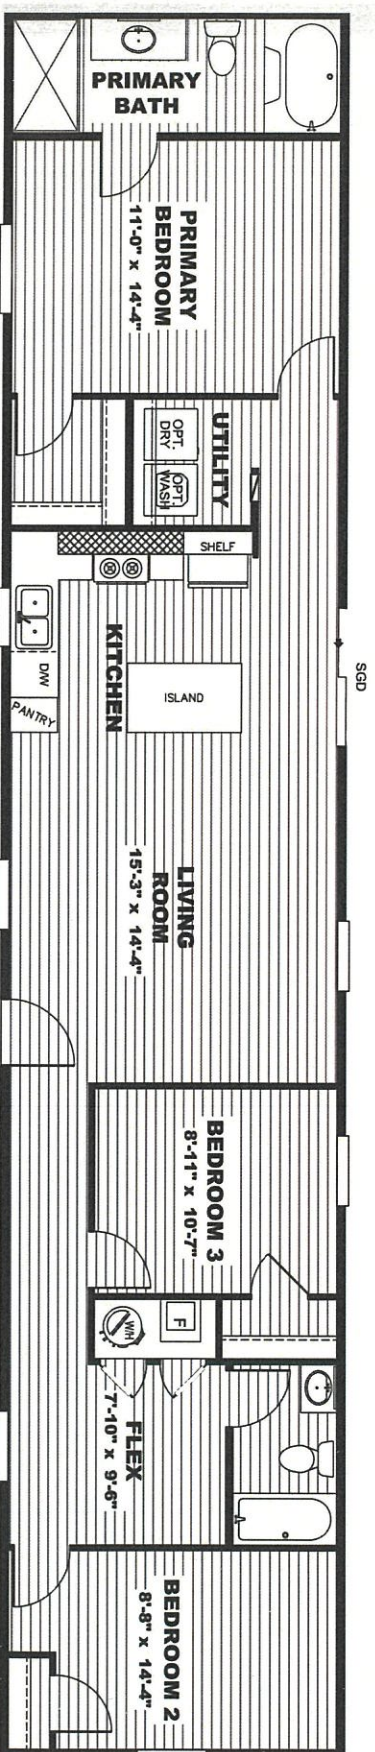 PRIMARY
BATH
PRIMARY
BEDROOM
11'-0" x 14'-4"
UTILITY
OPT.
DRY
OPT.
WASH
SHELF
SGD
KITCHEN
ISLAND
D/W
PANTRY
LIVING
ROOM
15'-3" x 14'-4"
BEDROOM 3
8'-11" x 10'-7"
W/H
F
FLEX
7'-10" x 9'-6"
BEDROOM 2
8'-8" x 14'-4"